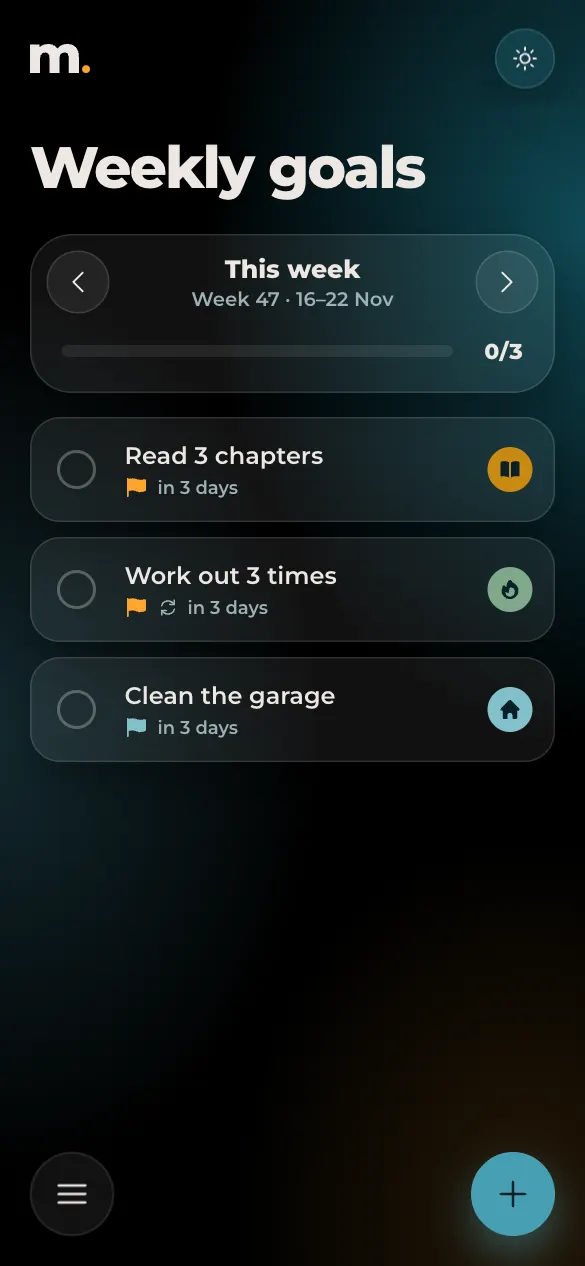 m.
Weekly goals
This week
Week 47 · 16–22 Nov
0/3
Read 3 chapters
in 3 days
Work out 3 times
in 3 days
Clean the garage
in 3 days